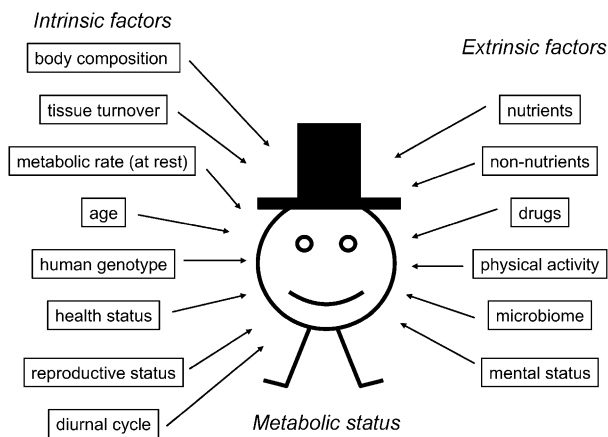 Intrinsic factors
body composition
tissue turnover
metabolic rate (at rest)
age
human genotype
health status
reproductive status
diurnal cycle
Extrinsic factors
nutrients
non-nutrients
drugs
physical activity
microbiome
mental status
Metabolic status